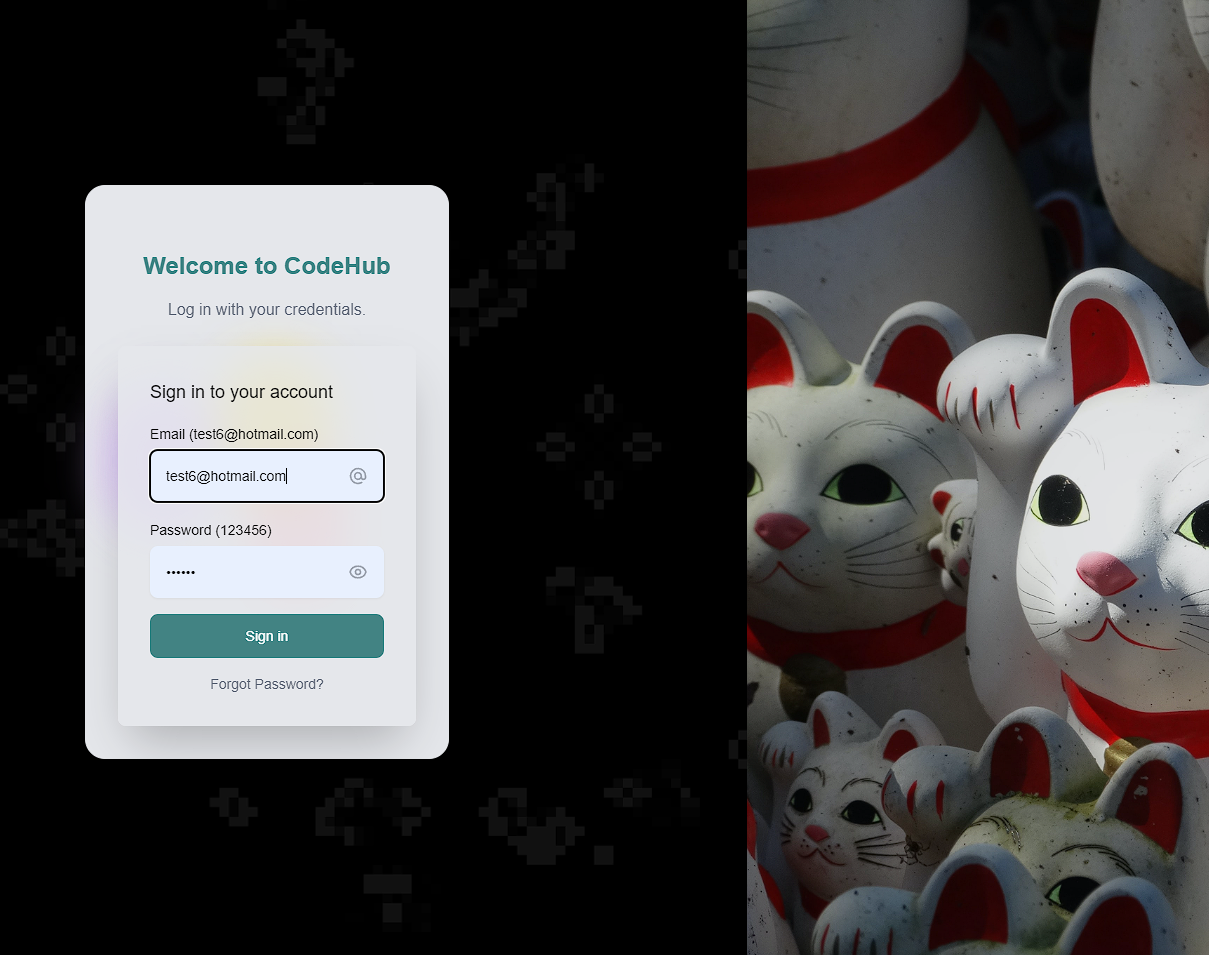 Welcome to CodeHub
Log in with your credentials.
Sign in to your account
Email (test6@hotmail.com)
test6@hotmail.com
Password (123456)
••••••
Sign in
Forgot Password?